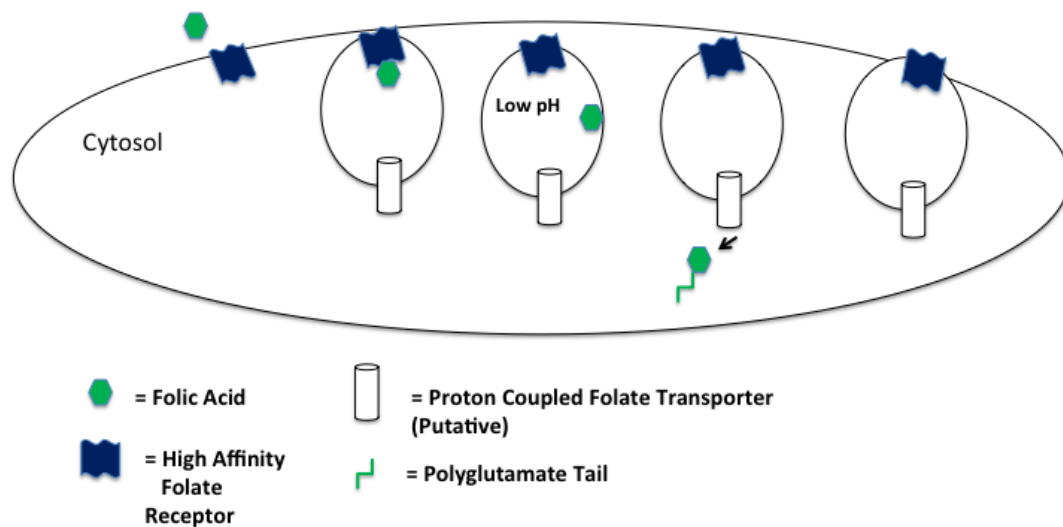 Low pH
Cytosol
= Folic Acid
= High Affinity
Folate
Receptor
= Proton Coupled Folate Transporter
(Putative)
= Polyglutamate Tail